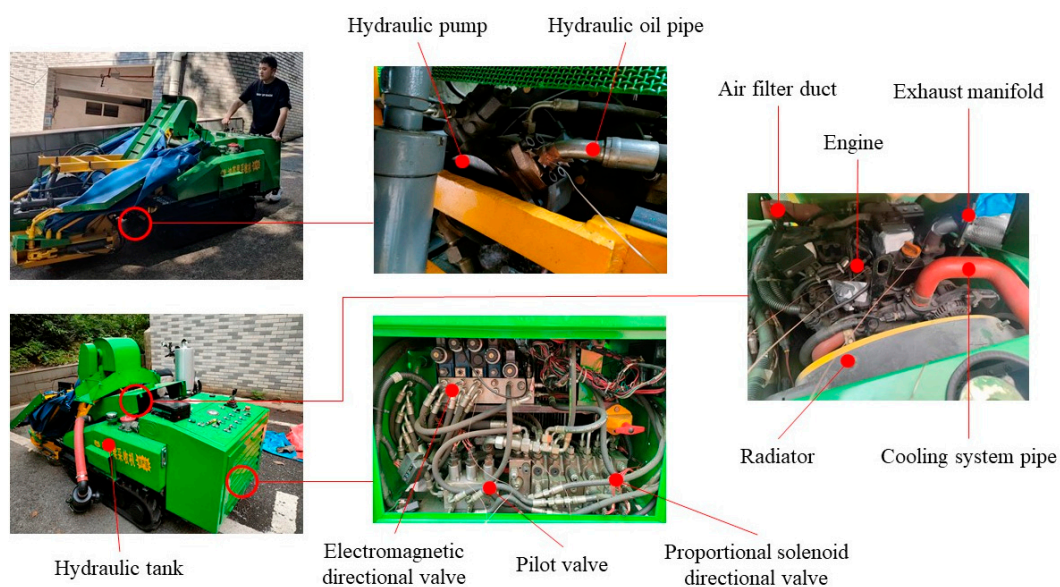 Hydraulic pump
Hydraulic oil pipe
Air filter duct
Exhaust manifold
Engine
Radiator
Cooling system pipe
Hydraulic tank
Electromagnetic
directional valve
Pilot valve
Proportional solenoid
directional valve